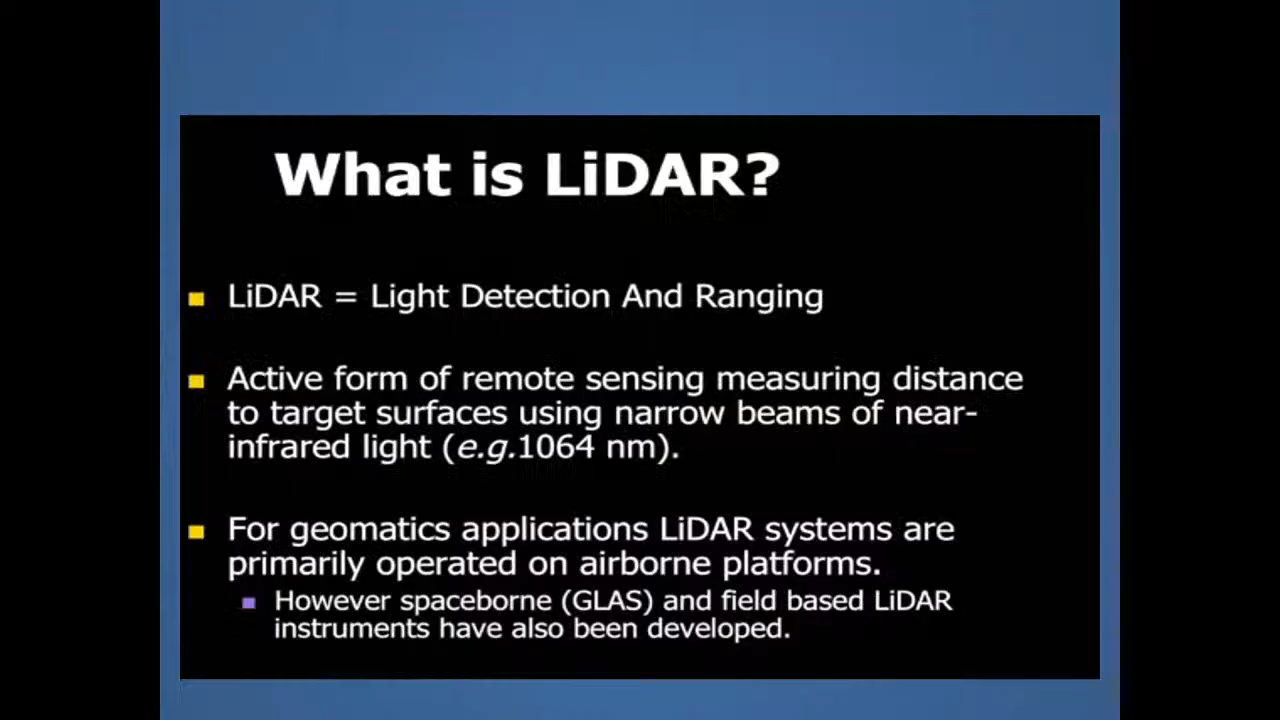 What is LiDAR?
LiDAR = Light Detection And Ranging
Active form of remote sensing measuring distance
to target surfaces using narrow beams of near-
infrared light (e.g.1064 nm).
For geomatics applications LiDAR systems are
primarily operated on airborne platforms.
However spaceborne (GLAS) and field based LiDAR
instruments have also been developed.